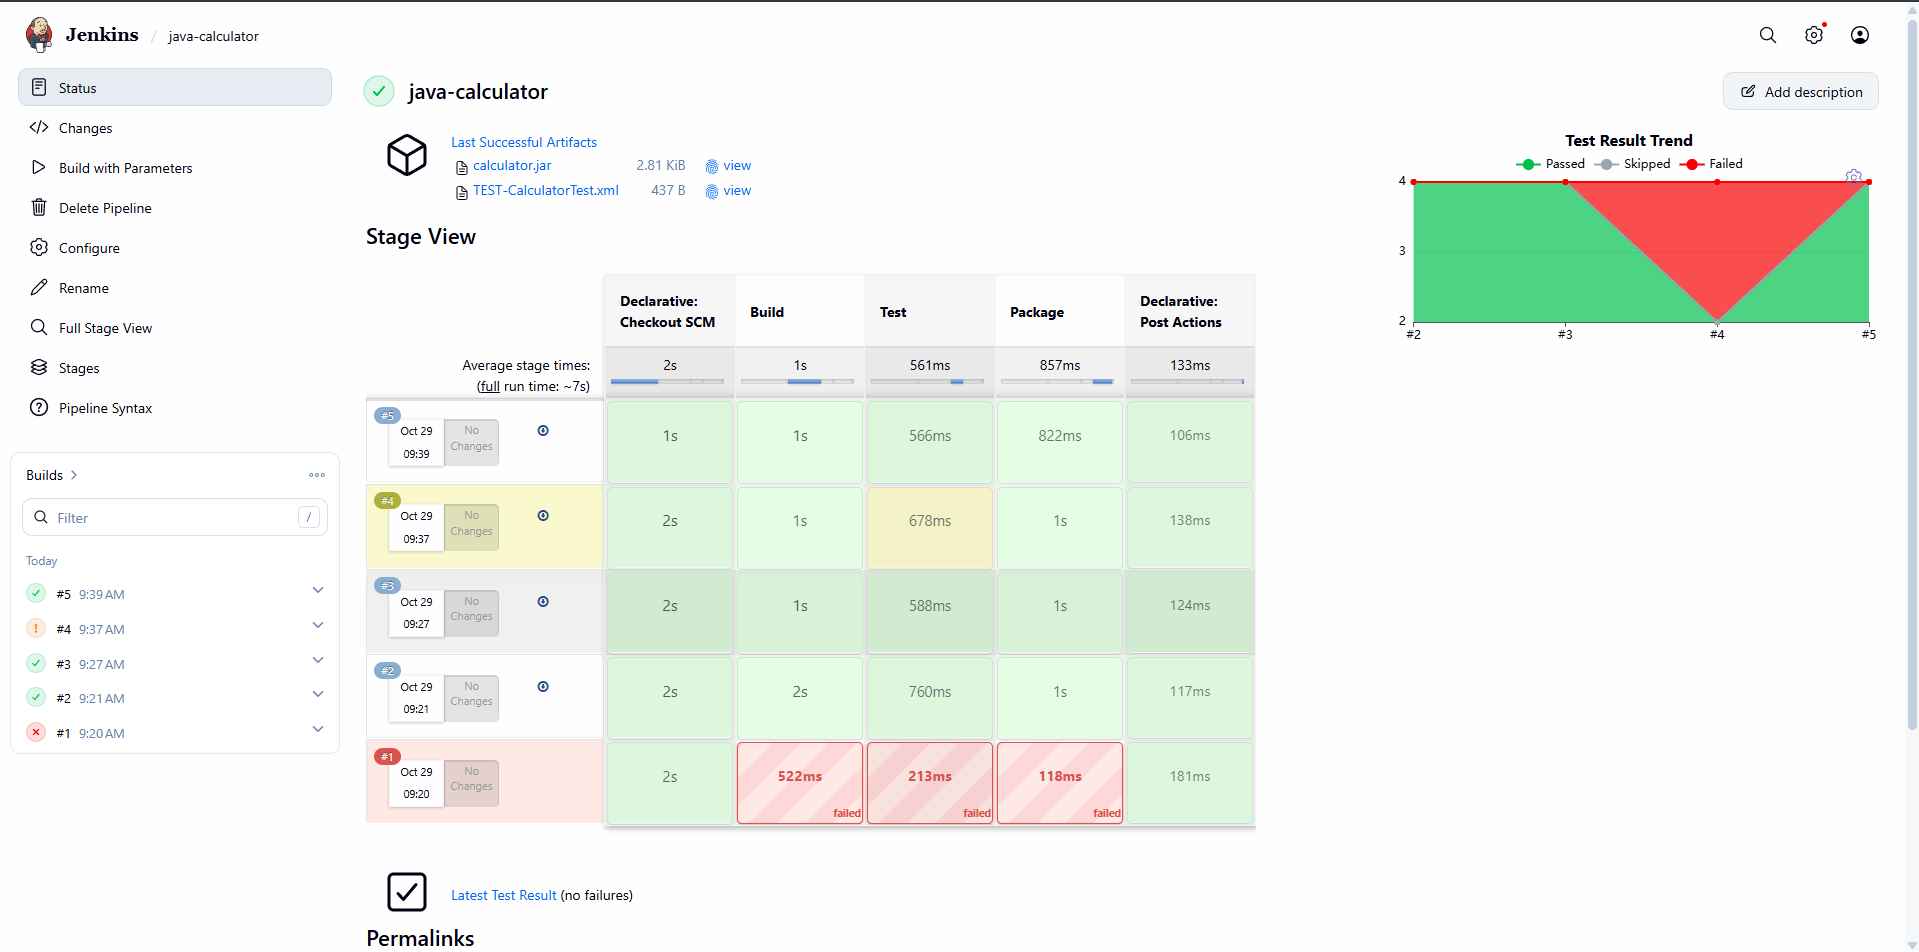 Jenkins / java-calculator
Status
Changes
Build with Parameters
Delete Pipeline
Configure
Rename
Full Stage View
Stages
Pipeline Syntax
Builds
Filter /
Today
#5 9:39 AM
#4 9:37 AM
#3 9:27 AM
#2 9:21 AM
#1 9:20 AM
java-calculator
Add description
Last Successful Artifacts
calculator.jar 2.81 KiB view
TEST-CalculatorTest.xml 437 B view
Test Result Trend
Passed Skipped Failed
4
3
2
#2 #3 #4 #5
Stage View
Declarative: Checkout SCM Build Test Package Declarative: Post Actions
Average stage times: 2s 1s 561ms 857ms 133ms
(full run time: ~7s)
#5
Oct 29 09:39 No Changes 1s 1s 566ms 822ms 106ms
#4
Oct 29 09:37 No Changes 2s 1s 678ms 1s 138ms
#3
Oct 29 09:27 No Changes 2s 1s 588ms 1s 124ms
#2
Oct 29 09:21 No Changes 2s 2s 760ms 1s 117ms
#1
Oct 29 09:20 No Changes 2s 522ms 213ms 118ms 181ms
failed failed failed
Latest Test Result (no failures)
Permalinks